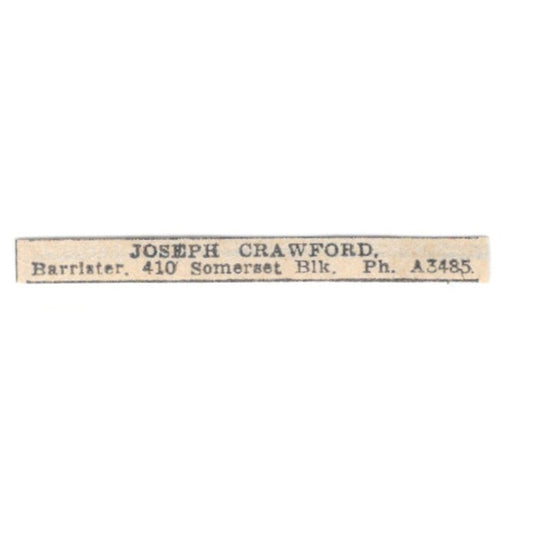 JOSEPH CRAWFORD,
Barrister. 410 Somerset Blk. Ph. A3485.